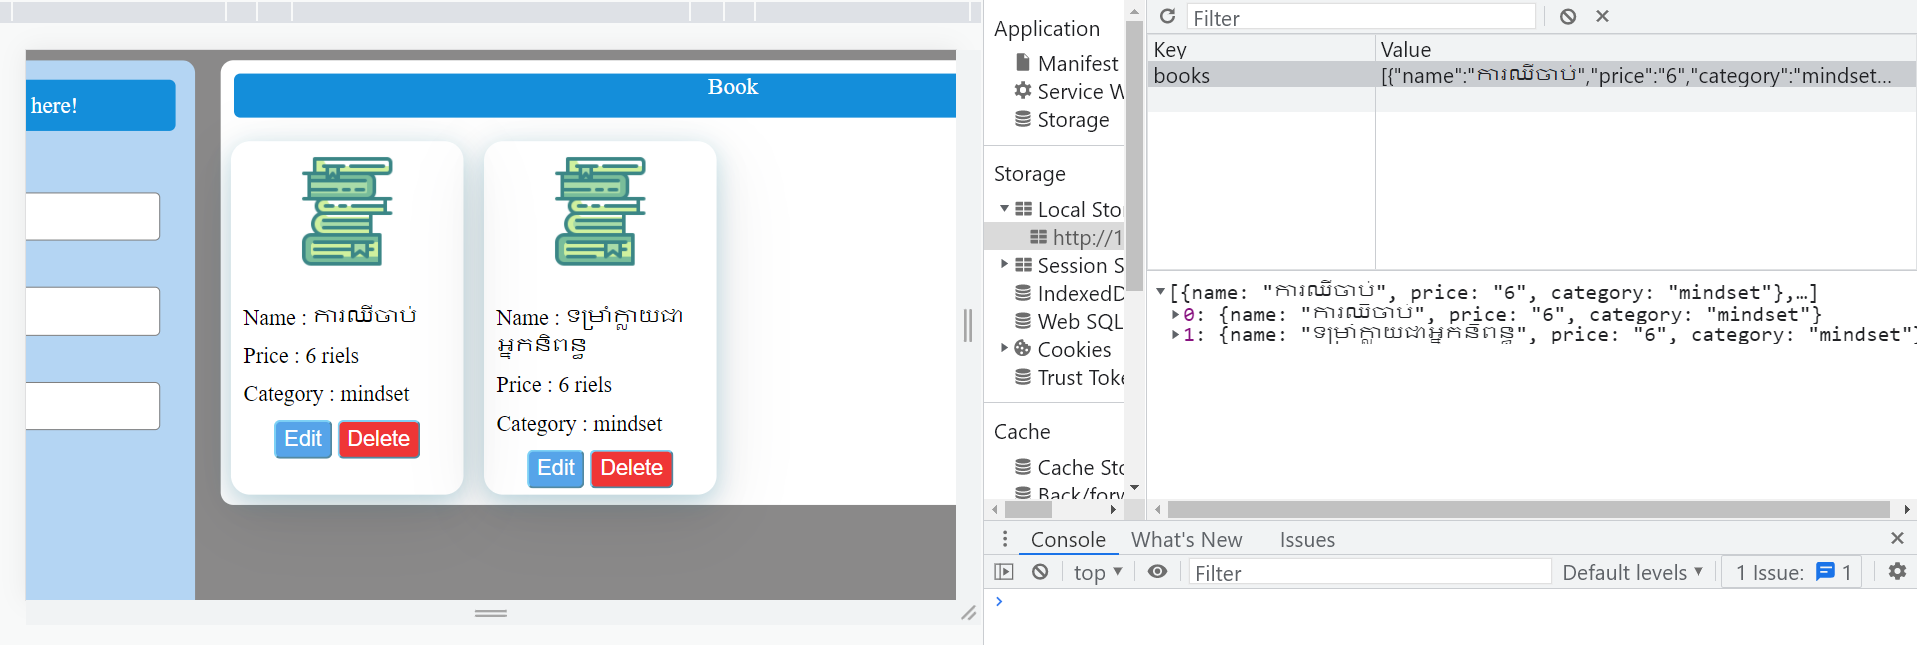 here!
Book
Name : ការឈឺចាប់
Price : 6 riels
Category : mindset
Edit Delete
Name : ទម្រាំក្លាយជា
អ្នកនិពន្ធ
Price : 6 riels
Category : mindset
Edit Delete
Application
Manifest
Service W
Storage
Storage
Local Sto
http://1
Session S
IndexedD
Web SQL
Cookies
Trust Toke
Cache
Cache Sto
Back/forw
Filter
Key Value
books [{"name":"ការឈឺចាប់","price":"6","category":"mindset…
[{name: "ការឈឺចាប់", price: "6", category: "mindset"},…]
0: {name: "ការឈឺចាប់", price: "6", category: "mindset"}
1: {name: "ទម្រាំក្លាយជាអ្នកនិពន្ធ", price: "6", category: "mindset"}
Console What's New Issues
top Filter Default levels 1 Issue: 1